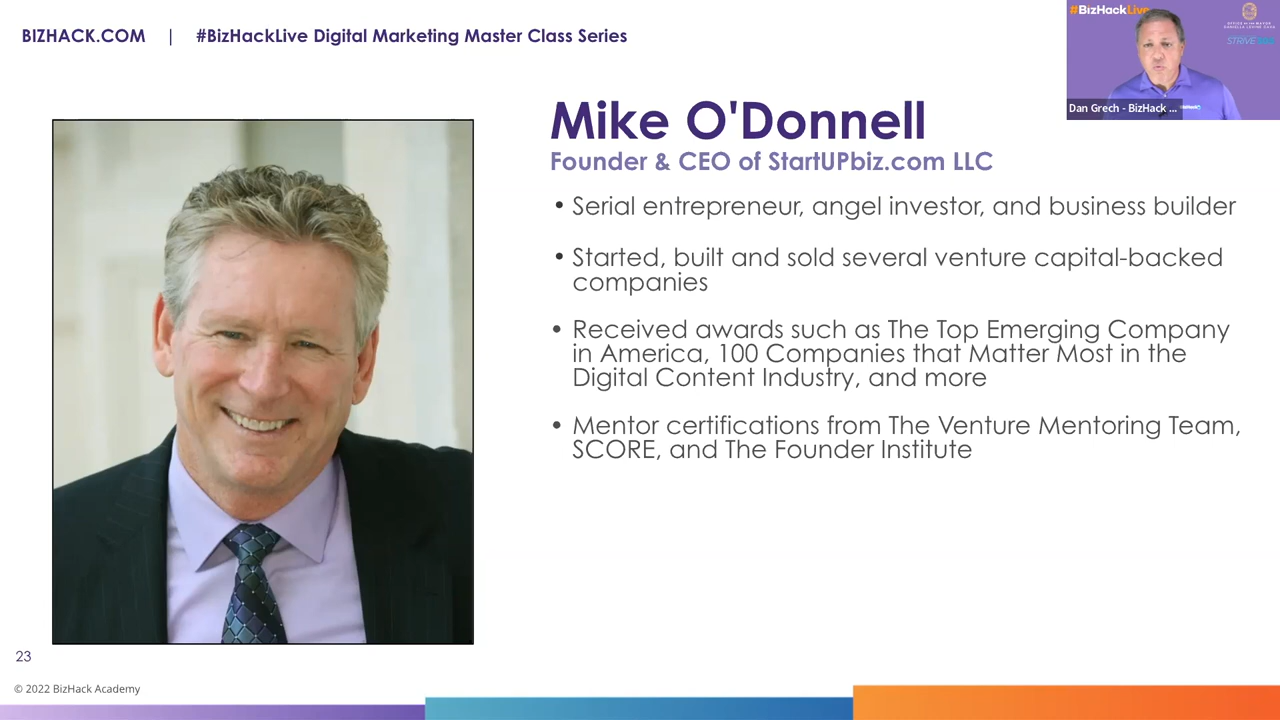 BIZHACK.COM | #BizHackLive Digital Marketing Master Class Series
#BizHackLive
Dan Grech - BizHack ...
Mike O'Donnell
Founder & CEO of StartUPbiz.com LLC
• Serial entrepreneur, angel investor, and business builder
• Started, built and sold several venture capital-backed
companies
• Received awards such as The Top Emerging Company
in America, 100 Companies that Matter Most in the
Digital Content Industry, and more
• Mentor certifications from The Venture Mentoring Team,
SCORE, and The Founder Institute
23
© 2022 BizHack Academy